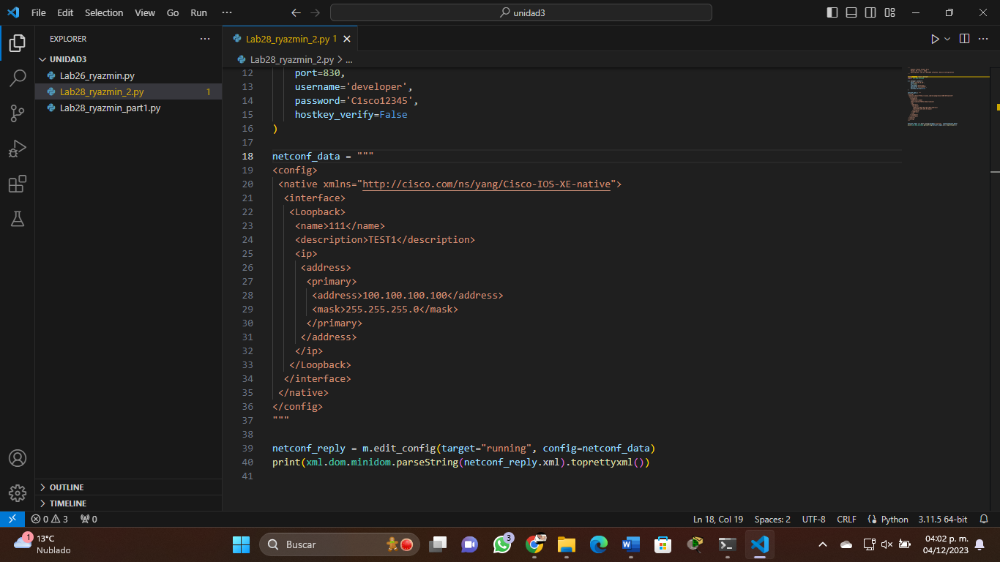 File Edit Selection View Go Run ···
unidad3
EXPLORER
UNIDAD3
Lab26_ryazmin.py
Lab28_ryazmin_2.py 1
Lab28_ryazmin_part1.py
OUTLINE
TIMELINE
Lab28_ryazmin_2.py 1
Lab28_ryazmin_2.py > ...
12 port=830,
13 username='developer',
14 password='C1sco12345',
15 hostkey_verify=False
16 )
17
18 netconf_data = """
19 <config>
20 <native xmlns="http://cisco.com/ns/yang/Cisco-IOS-XE-native">
21 <interface>
22 <Loopback>
23 <name>111</name>
24 <description>TEST1</description>
25 <ip>
26 <address>
27 <primary>
28 <address>100.100.100.100</address>
29 <mask>255.255.255.0</mask>
30 </primary>
31 </address>
32 </ip>
33 </Loopback>
34 </interface>
35 </native>
36 </config>
37 """
38
39 netconf_reply = m.edit_config(target="running", config=netconf_data)
40 print(xml.dom.minidom.parseString(netconf_reply.xml).toprettyxml())
41
0 3 0 Ln 18, Col 19 Spaces: 2 UTF-8 CRLF Python 3.11.5 64-bit
1
13°C
Nublado
Buscar
3
04:02 p. m.
04/12/2023